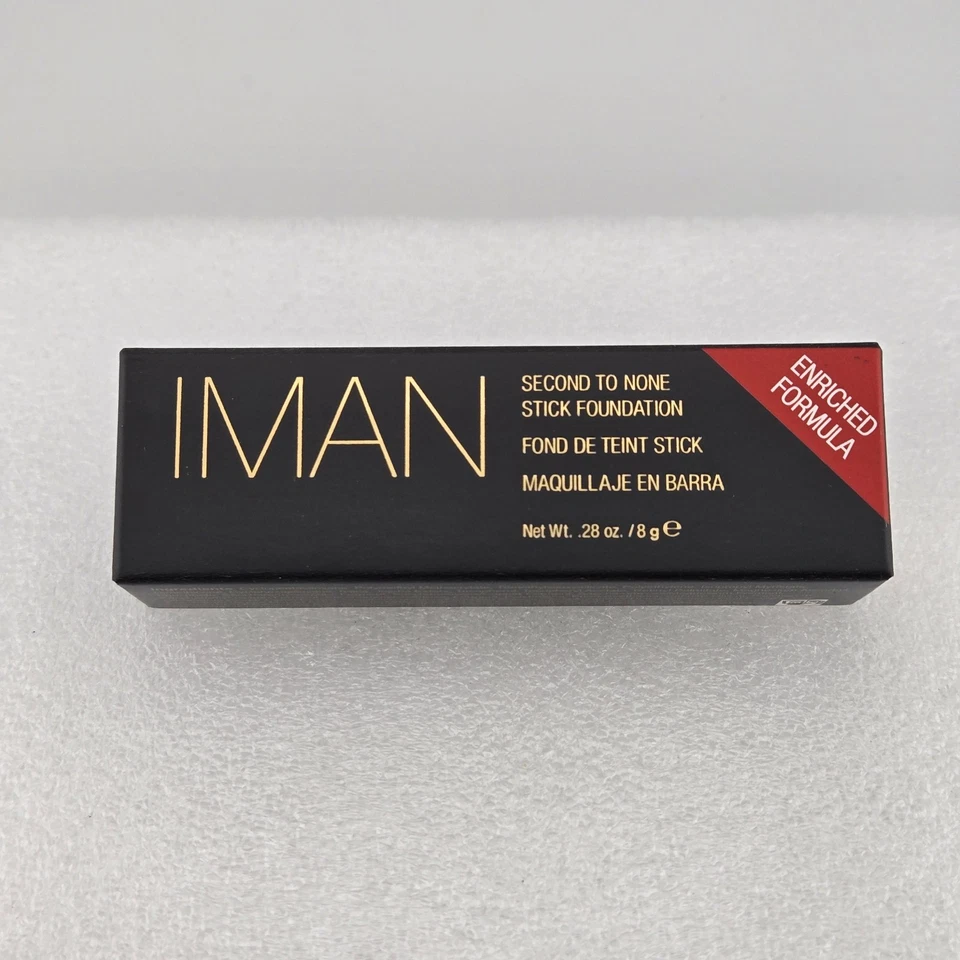 IMAN
SECOND TO NONE
STICK FOUNDATION
FOND DE TEINT STICK
MAQUILLAJE EN BARRA
Net Wt. .28 oz. / 8 g ℮
ENRICHED
FORMULA